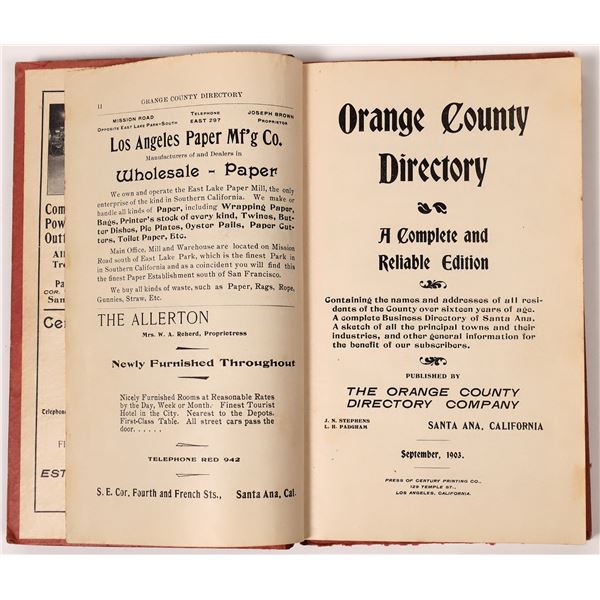 Com
Pow
Outf
All
Tre
Pa
COR.
San
Cer
Telephone
F
EST
11 ORANGE COUNTY DIRECTORY
MISSION ROAD TELEPHONE JOSEPH BROWN
OPPOSITE EAST LAKE PARK-SOUTH EAST 297 PROPRIETOR
Los Angeles Paper Mf'g Co.
Manufacturers of and Dealers in
Wholesale - Paper
We own and operate the East Lake Paper Mill, the only
enterprise of the kind in Southern California. We make or
handle all kinds of Paper, including Wrapping Paper,
Bags, Printer's stock of every kind, Twines, But-
ter Dishes, Pie Plates, Oyster Pails, Paper Cut-
ters, Toilet Paper, Etc.
Main Office, Mill and Warehouse are located on Mission
Road south of East Lake Park, which is the finest Park in
in Southern California and as a coincident you will find this
the finest Paper Establishment south of San Francisco.
We buy all kinds of waste, such as Paper, Rags, Rope,
Gunnies, Straw, Etc.
THE ALLERTON
Mrs. W. A. Reherd, Proprietress
Newly Furnished Throughout
Nicely Furnished Rooms at Reasonable Rates
by the Day, Week or Month. Finest Tourist
Hotel in the City. Nearest to the Depots.
First-Class Table. All street cars pass the
door......
TELEPHONE RED 942
S. E. Cor. Fourth and French Sts., Santa Ana, Cal.
Orange County
Directory
A Complete and
Reliable Edition
Containing the names and addresses of all resi-
dents of the County over sixteen years of age.
A complete Business Directory of Santa Ana.
A sketch of all the principal towns and their
industries, and other general information for
the benefit of our subscribers.
PUBLISHED BY
THE ORANGE COUNTY
DIRECTORY COMPANY
J. N. STEPHENS
L. R. PADGHAM SANTA ANA, CALIFORNIA
September, 1903.
PRESS OF CENTURY PRINTING CO.,
129 TEMPLE ST.,
LOS ANGELES, CALIFORNIA.